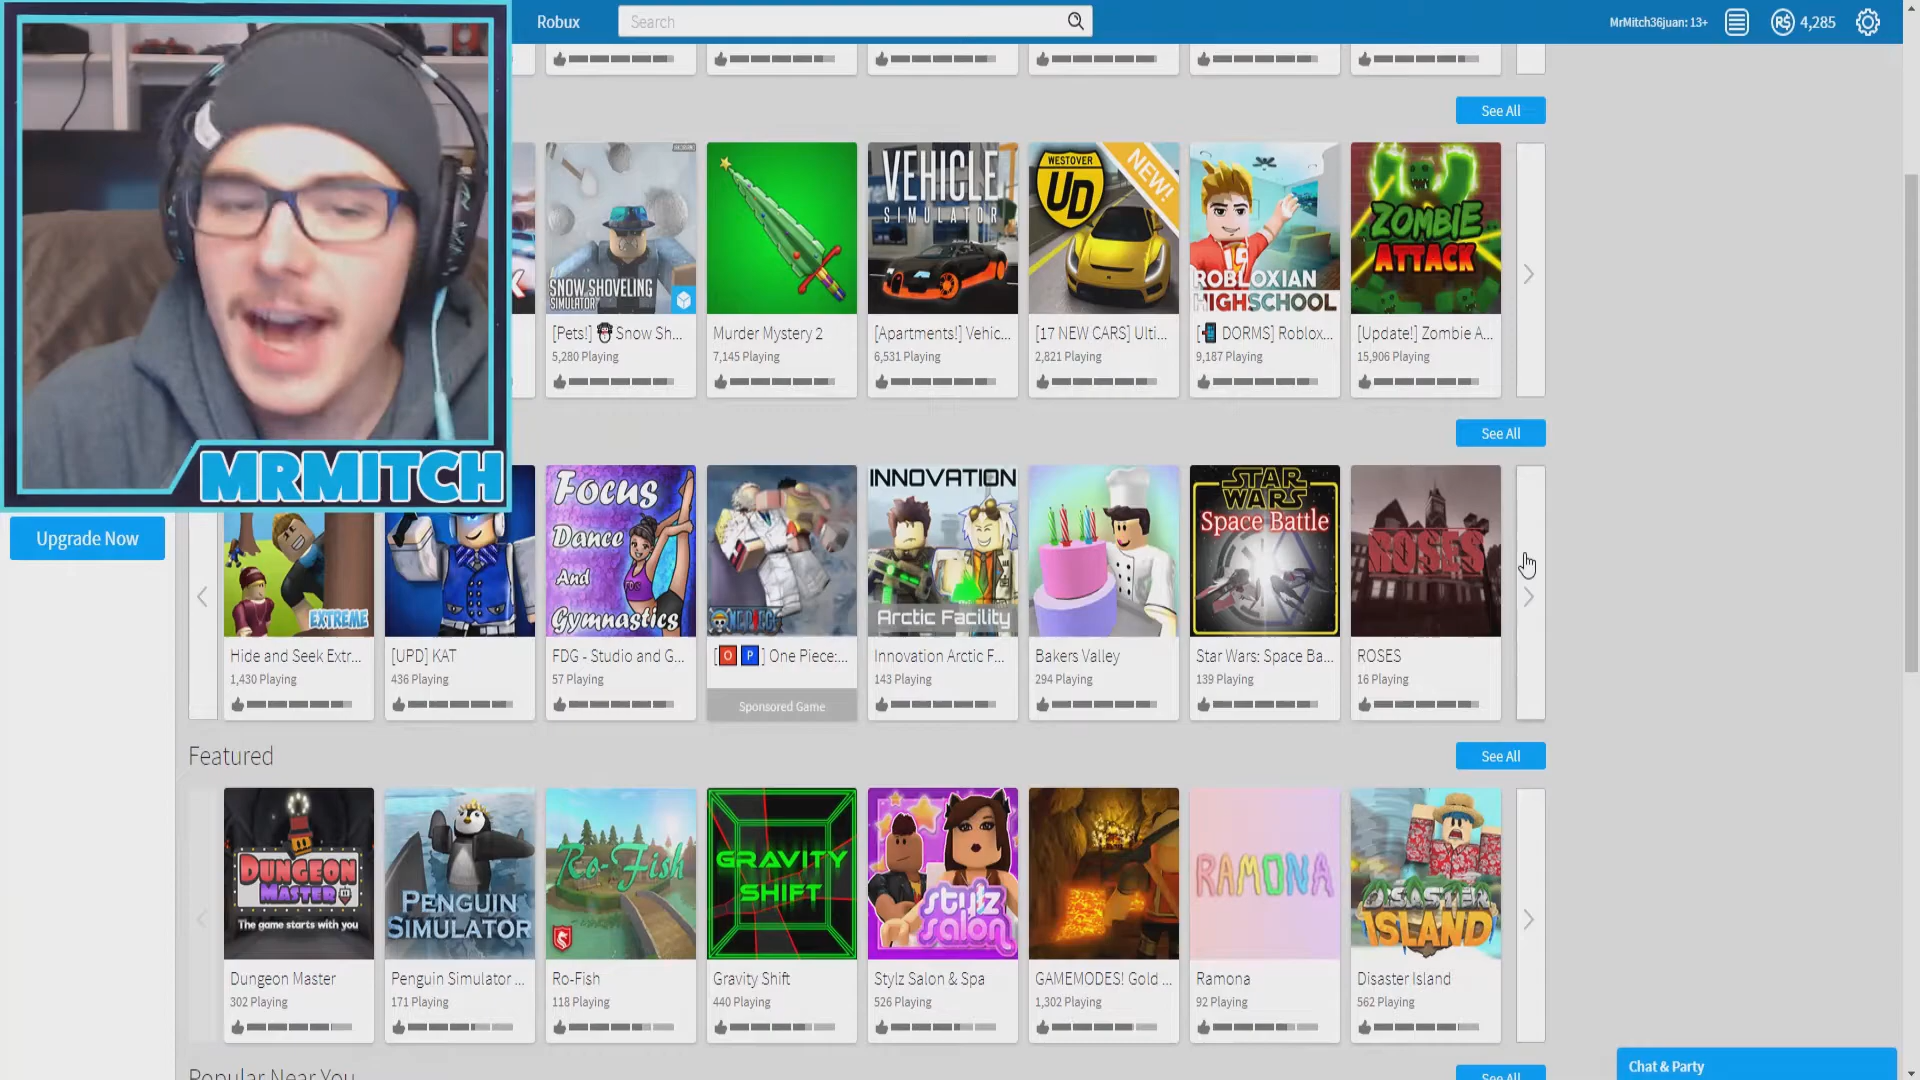 Robux
Search
MrMitch36juan: 13+
R$ 4,285
See All
SNOW SHOVELING
SIMULATOR
VEHICLE
SIMULATOR
WESTOVER
UD
NEW!
ROBLOXIAN
HIGHSCHOOL
ZOMBIE
ATTACK
[Pets!] Snow Sh...
5,280 Playing
Murder Mystery 2
7,145 Playing
[Apartments!] Vehic...
6,531 Playing
[17 NEW CARS] Ulti...
2,821 Playing
[ DORMS] Roblox...
9,187 Playing
[Update!] Zombie A...
15,906 Playing
See All
MRMITCH
Upgrade Now
EXTREME
Focus
Dance
And
Gymnastics
ONE PIECE
INNOVATION
Arctic Facility
STAR
WARS
Space Battle
ROSES
Hide and Seek Extr...
1,430 Playing
[UPD] KAT
436 Playing
FDG - Studio and G...
57 Playing
[ O P ] One Piece:...
Sponsored Game
Innovation Arctic F...
143 Playing
Bakers Valley
294 Playing
Star Wars: Space Ba...
139 Playing
ROSES
16 Playing
Featured
See All
DUNGEON
MASTER
The game starts with you
PENGUIN
SIMULATOR
Ro-Fish
GRAVITY
SHIFT
stylz
salon
RAMONA
DISASTER
ISLAND
Dungeon Master
302 Playing
Penguin Simulator ...
171 Playing
Ro-Fish
118 Playing
Gravity Shift
440 Playing
Stylz Salon & Spa
526 Playing
GAMEMODES! Gold ...
1,302 Playing
Ramona
92 Playing
Disaster Island
562 Playing
Popular Near You
See All
Chat & Party